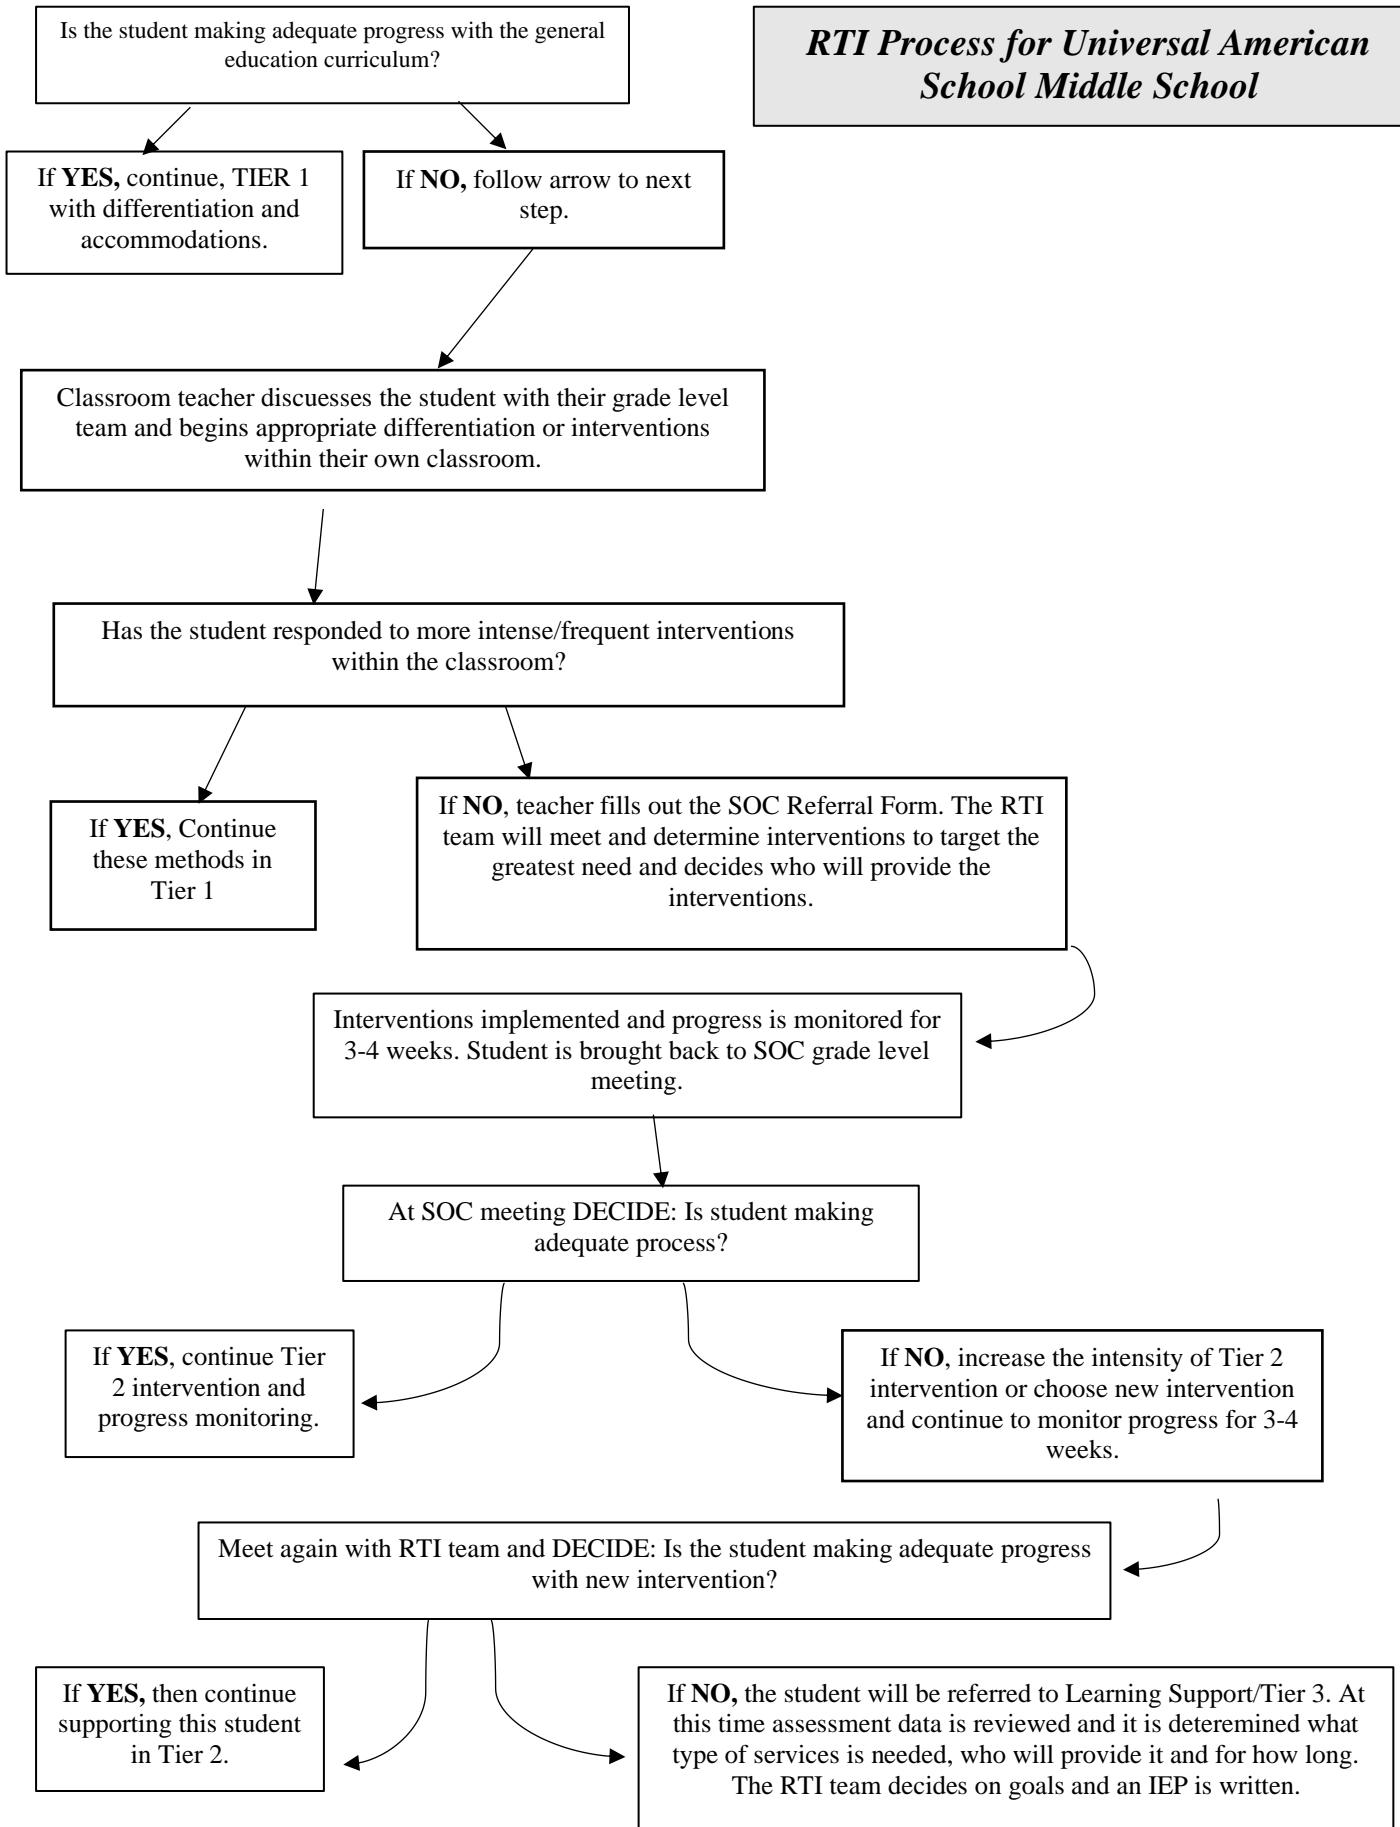 Is the student making adequate progress with the general
education curriculum?
RTI Process for Universal American
School Middle School
If YES, continue, TIER 1
with differentiation and
accommodations.
If NO, follow arrow to next
step.
Classroom teacher discuesses the student with their grade level
team and begins appropriate differentiation or interventions
within their own classroom.
Has the student responded to more intense/frequent interventions
within the classroom?
If YES, Continue
these methods in
Tier 1
If NO, teacher fills out the SOC Referral Form. The RTI
team will meet and determine interventions to target the
greatest need and decides who will provide the
interventions.
Interventions implemented and progress is monitored for
3-4 weeks. Student is brought back to SOC grade level
meeting.
At SOC meeting DECIDE: Is student making
adequate process?
If YES, continue Tier
2 intervention and
progress monitoring.
If NO, increase the intensity of Tier 2
intervention or choose new intervention
and continue to monitor progress for 3-4
weeks.
Meet again with RTI team and DECIDE: Is the student making adequate progress
with new intervention?
If YES, then continue
supporting this student
in Tier 2.
If NO, the student will be referred to Learning Support/Tier 3. At
this time assessment data is reviewed and it is deteremined what
type of services is needed, who will provide it and for how long.
The RTI team decides on goals and an IEP is written.